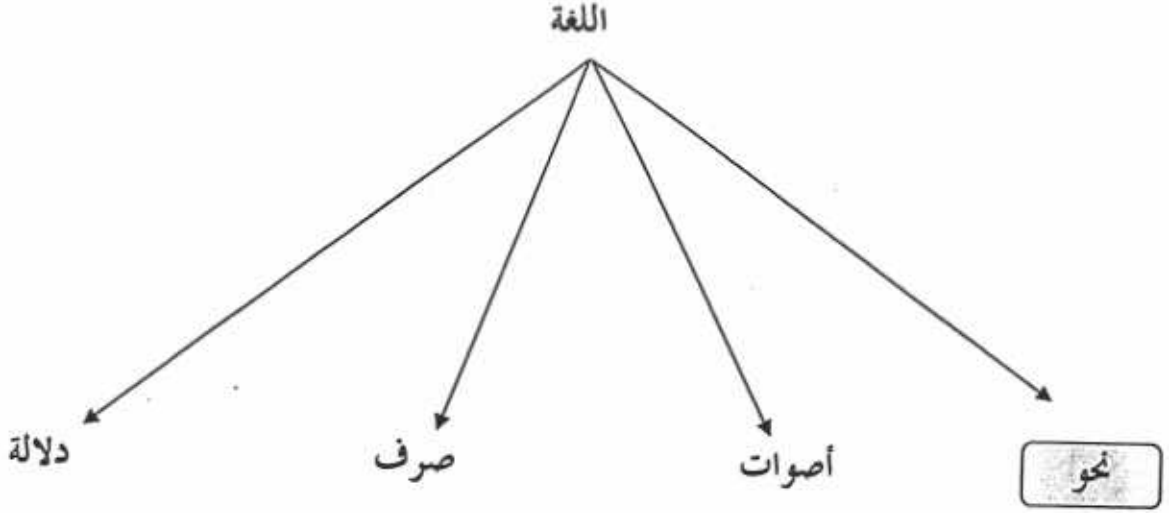 اللغة
نحو
أصوات
صرف
دلالة